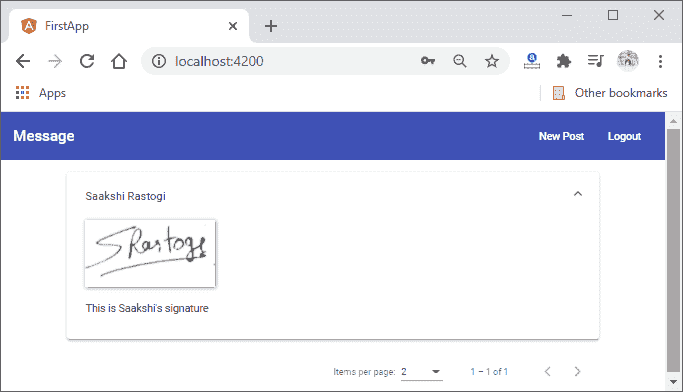 FirstApp
localhost:4200
Apps
Other bookmarks
Message
New Post
Logout
Saakshi Rastogi
SRastogi
This is Saakshi's signature
Items per page: 2
1 – 1 of 1